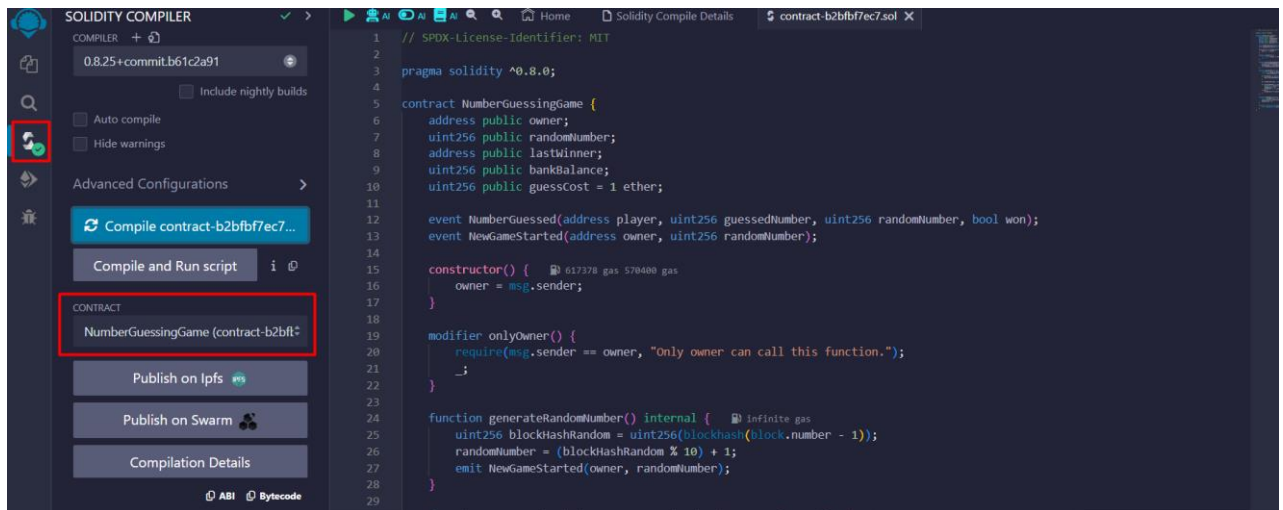 SOLIDITY COMPILER
COMPILER
0.8.25+commit.b61c2a91
Include nightly builds
Auto compile
Hide warnings
Advanced Configurations
Compile contract-b2bfbf7ec7...
Compile and Run script
CONTRACT
NumberGuessingGame (contract-b2bfb
Publish on Ipfs
Publish on Swarm
Compilation Details
ABI Bytecode
AI AI AI Home Solidity Compile Details contract-b2bfbf7ec7.sol
1 // SPDX-License-Identifier: MIT
2
3 pragma solidity ^0.8.0;
4
5 contract NumberGuessingGame {
6 address public owner;
7 uint256 public randomNumber;
8 address public lastWinner;
9 uint256 public bankBalance;
10 uint256 public guessCost = 1 ether;
11
12 event NumberGuessed(address player, uint256 guessedNumber, uint256 randomNumber, bool won);
13 event NewGameStarted(address owner, uint256 randomNumber);
14
15 constructor() { 617378 gas 570400 gas
16 owner = msg.sender;
17 }
18
19 modifier onlyOwner() {
20 require(msg.sender == owner, "Only owner can call this function.");
21 _;
22 }
23
24 function generateRandomNumber() internal { infinite gas
25 uint256 blockHashRandom = uint256(blockhash(block.number - 1));
26 randomNumber = (blockHashRandom % 10) + 1;
27 emit NewGameStarted(owner, randomNumber);
28 }
29